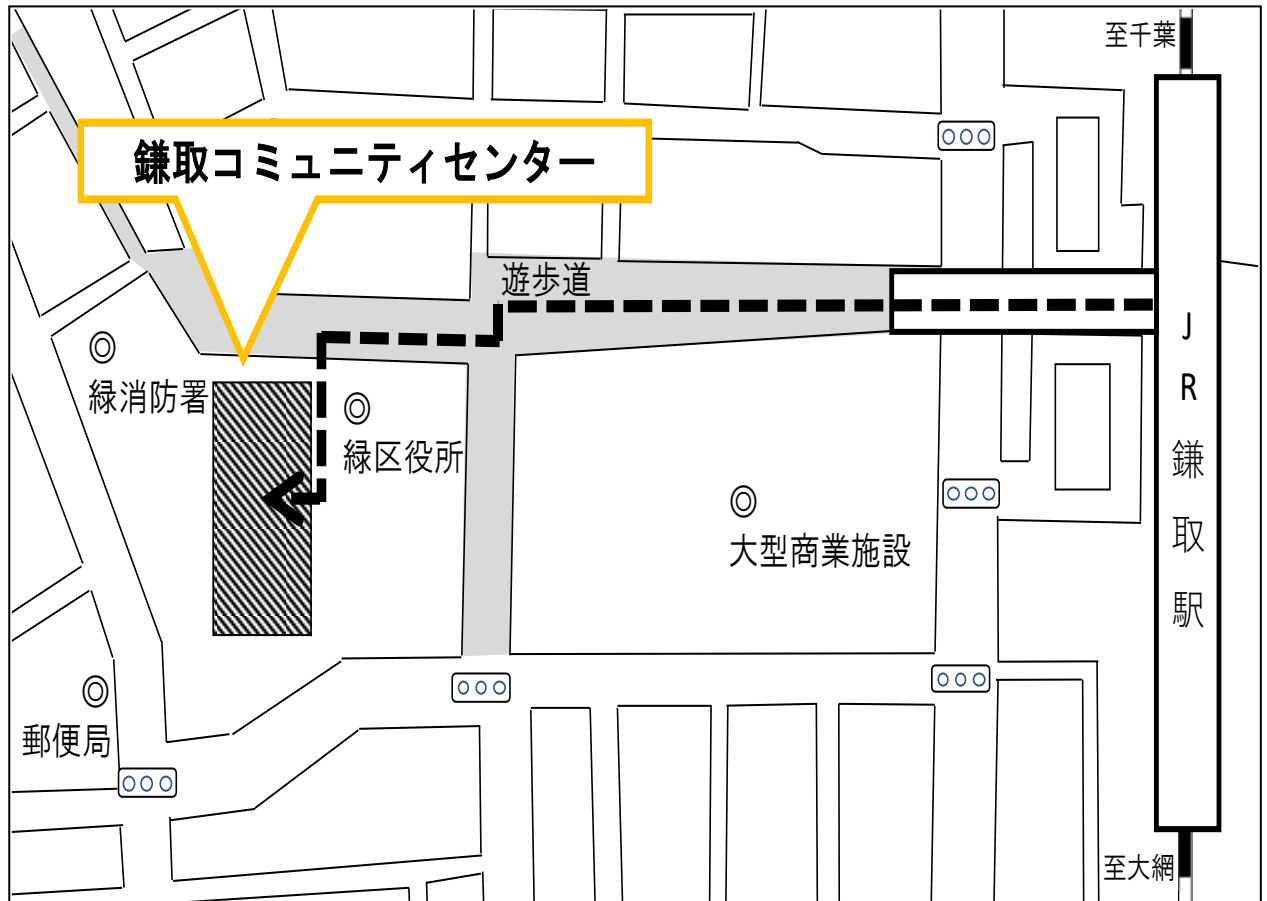 至千葉
鎌取コミュニティセンター
遊歩道
JR鎌取駅
緑消防署
緑区役所
大型商業施設
郵便局
至大網